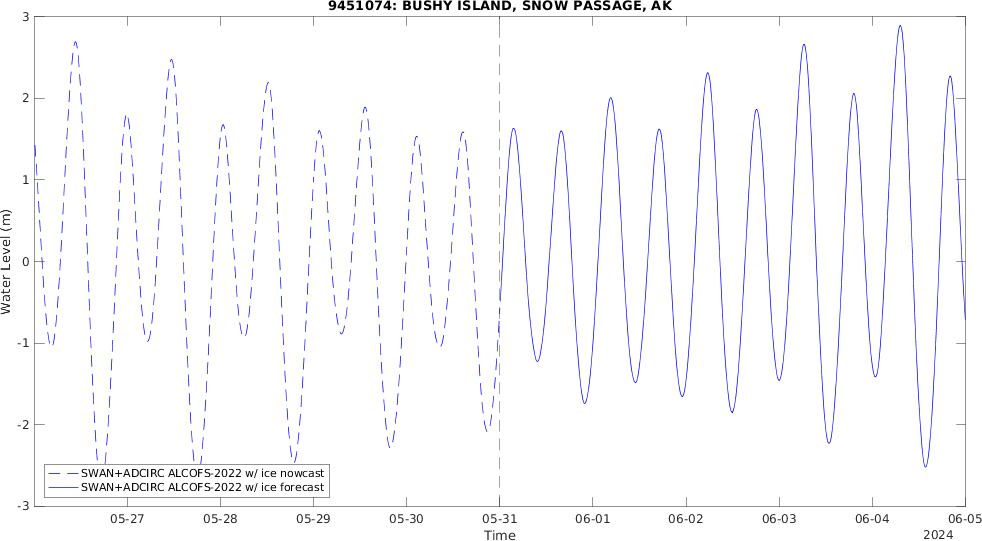 9451074: BUSHY ISLAND, SNOW PASSAGE, AK
3
2
1
0
-1
-2
-3
Water Level (m)
SWAN+ADCIRC ALCOFS-2022 w/ ice nowcast
SWAN+ADCIRC ALCOFS-2022 w/ ice forecast
05-27 05-28 05-29 05-30 05-31 06-01 06-02 06-03 06-04 06-05
Time
2024